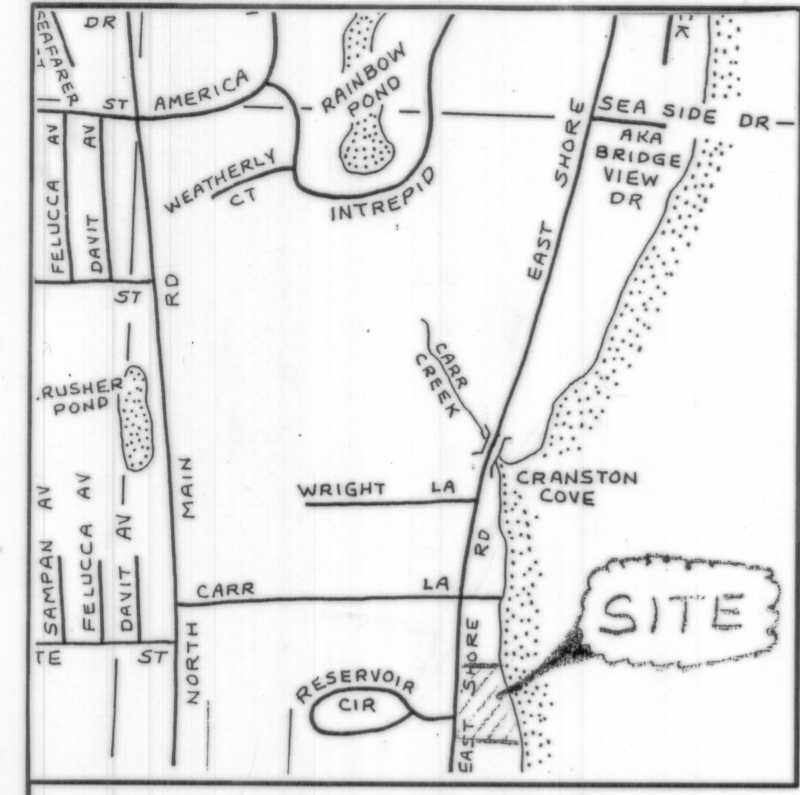 SEAFARER
DR
ST
AMERICA
RAINBOW
POND
SHORE
EAST
K
SEA SIDE DR
AKA
BRIDGE
VIEW
DR
FELUCCA AV
DAVIT AV
WEATHERLY
CT
INTREPID
ST
RD
CARR
CREEK
RUSHER
POND
MAIN
WRIGHT LA
CRANSTON
COVE
SAMPAN AV
FELUCCA AV
DAVIT AV
RD
CARR LA
SITE
TE ST
NORTH
RESERVOIR
CIR
EAST SHORE